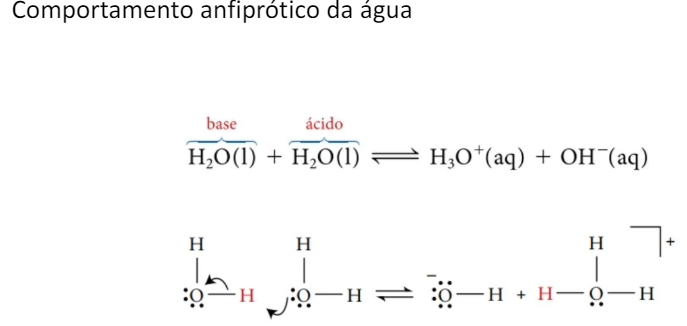 Comportamento anfiprótico da água
base ácido
H₂O(l) + H₂O(l) ⇌ H₃O⁺(aq) + OH⁻(aq)
H H H +
:O—H :O—H ⇌ ⁻:O—H + H—O—H